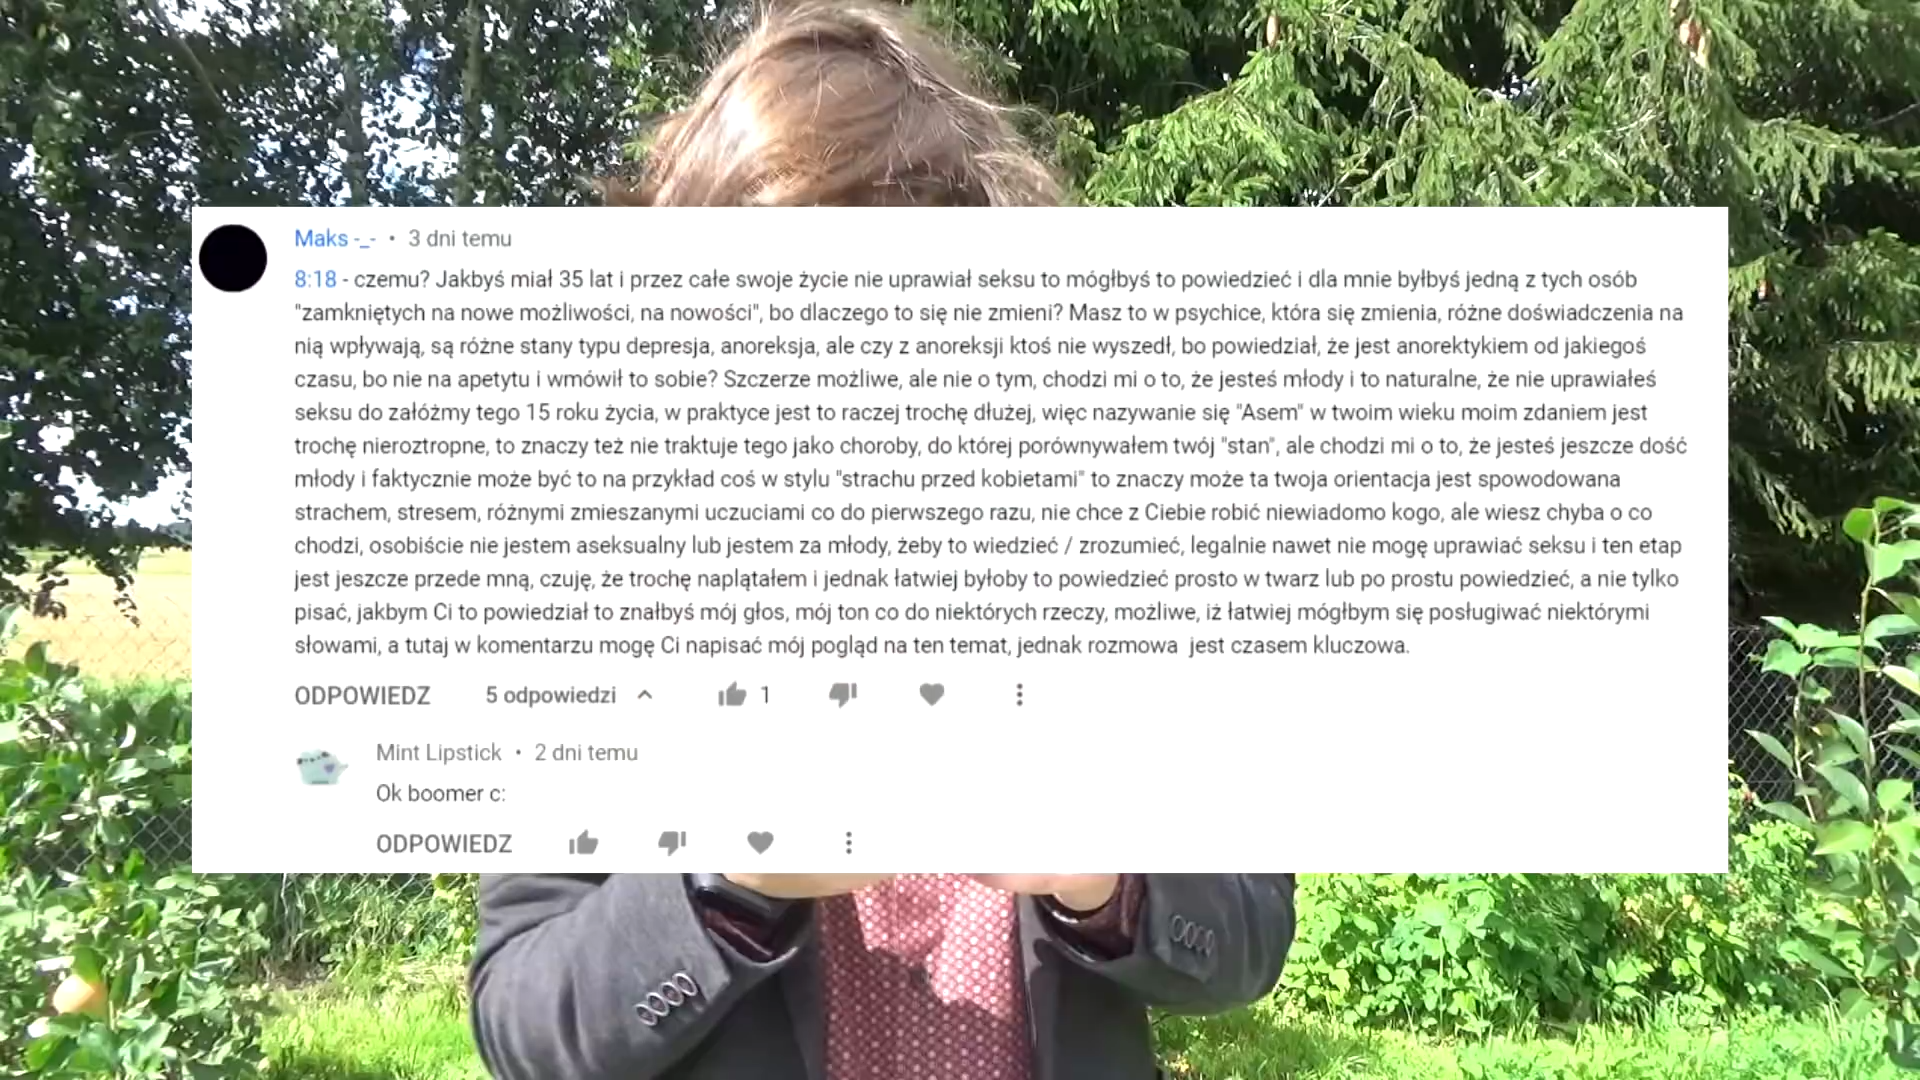 Maks -_- • 3 dni temu
8:18 - czemu? Jakbyś miał 35 lat i przez całe swoje życie nie uprawiał seksu to mógłbyś to powiedzieć i dla mnie byłbyś jedną z tych osób
"zamkniętych na nowe możliwości, na nowości", bo dlaczego to się nie zmieni? Masz to w psychice, która się zmienia, różne doświadczenia na
nią wpływają, są różne stany typu depresja, anoreksja, ale czy z anoreksji ktoś nie wyszedł, bo powiedział, że jest anorektykiem od jakiegoś
czasu, bo nie na apetytu i wmówił to sobie? Szczerze możliwe, ale nie o tym, chodzi mi o to, że jesteś młody i to naturalne, że nie uprawiałeś
seksu do załóżmy tego 15 roku życia, w praktyce jest to raczej trochę dłużej, więc nazywanie się "Asem" w twoim wieku moim zdaniem jest
trochę nieroztropne, to znaczy też nie traktuje tego jako choroby, do której porównywałem twój "stan", ale chodzi mi o to, że jesteś jeszcze dość
młody i faktycznie może być to na przykład coś w stylu "strachu przed kobietami" to znaczy może ta twoja orientacja jest spowodowana
strachem, stresem, różnymi zmieszanymi uczuciami co do pierwszego razu, nie chce z Ciebie robić niewiadomo kogo, ale wiesz chyba o co
chodzi, osobiście nie jestem aseksualny lub jestem za młody, żeby to wiedzieć / zrozumieć, legalnie nawet nie mogę uprawiać seksu i ten etap
jest jeszcze przede mną, czuję, że trochę naplątałem i jednak łatwiej byłoby to powiedzieć prosto w twarz lub po prostu powiedzieć, a nie tylko
pisać, jakbym Ci to powiedział to znałbyś mój głos, mój ton co do niektórych rzeczy, możliwe, iż łatwiej mógłbym się posługiwać niektórymi
słowami, a tutaj w komentarzu mogę Ci napisać mój pogląd na ten temat, jednak rozmowa  jest czasem kluczowa.
ODPOWIEDZ 5 odpowiedzi 1
Mint Lipstick • 2 dni temu
Ok boomer c:
ODPOWIEDZ